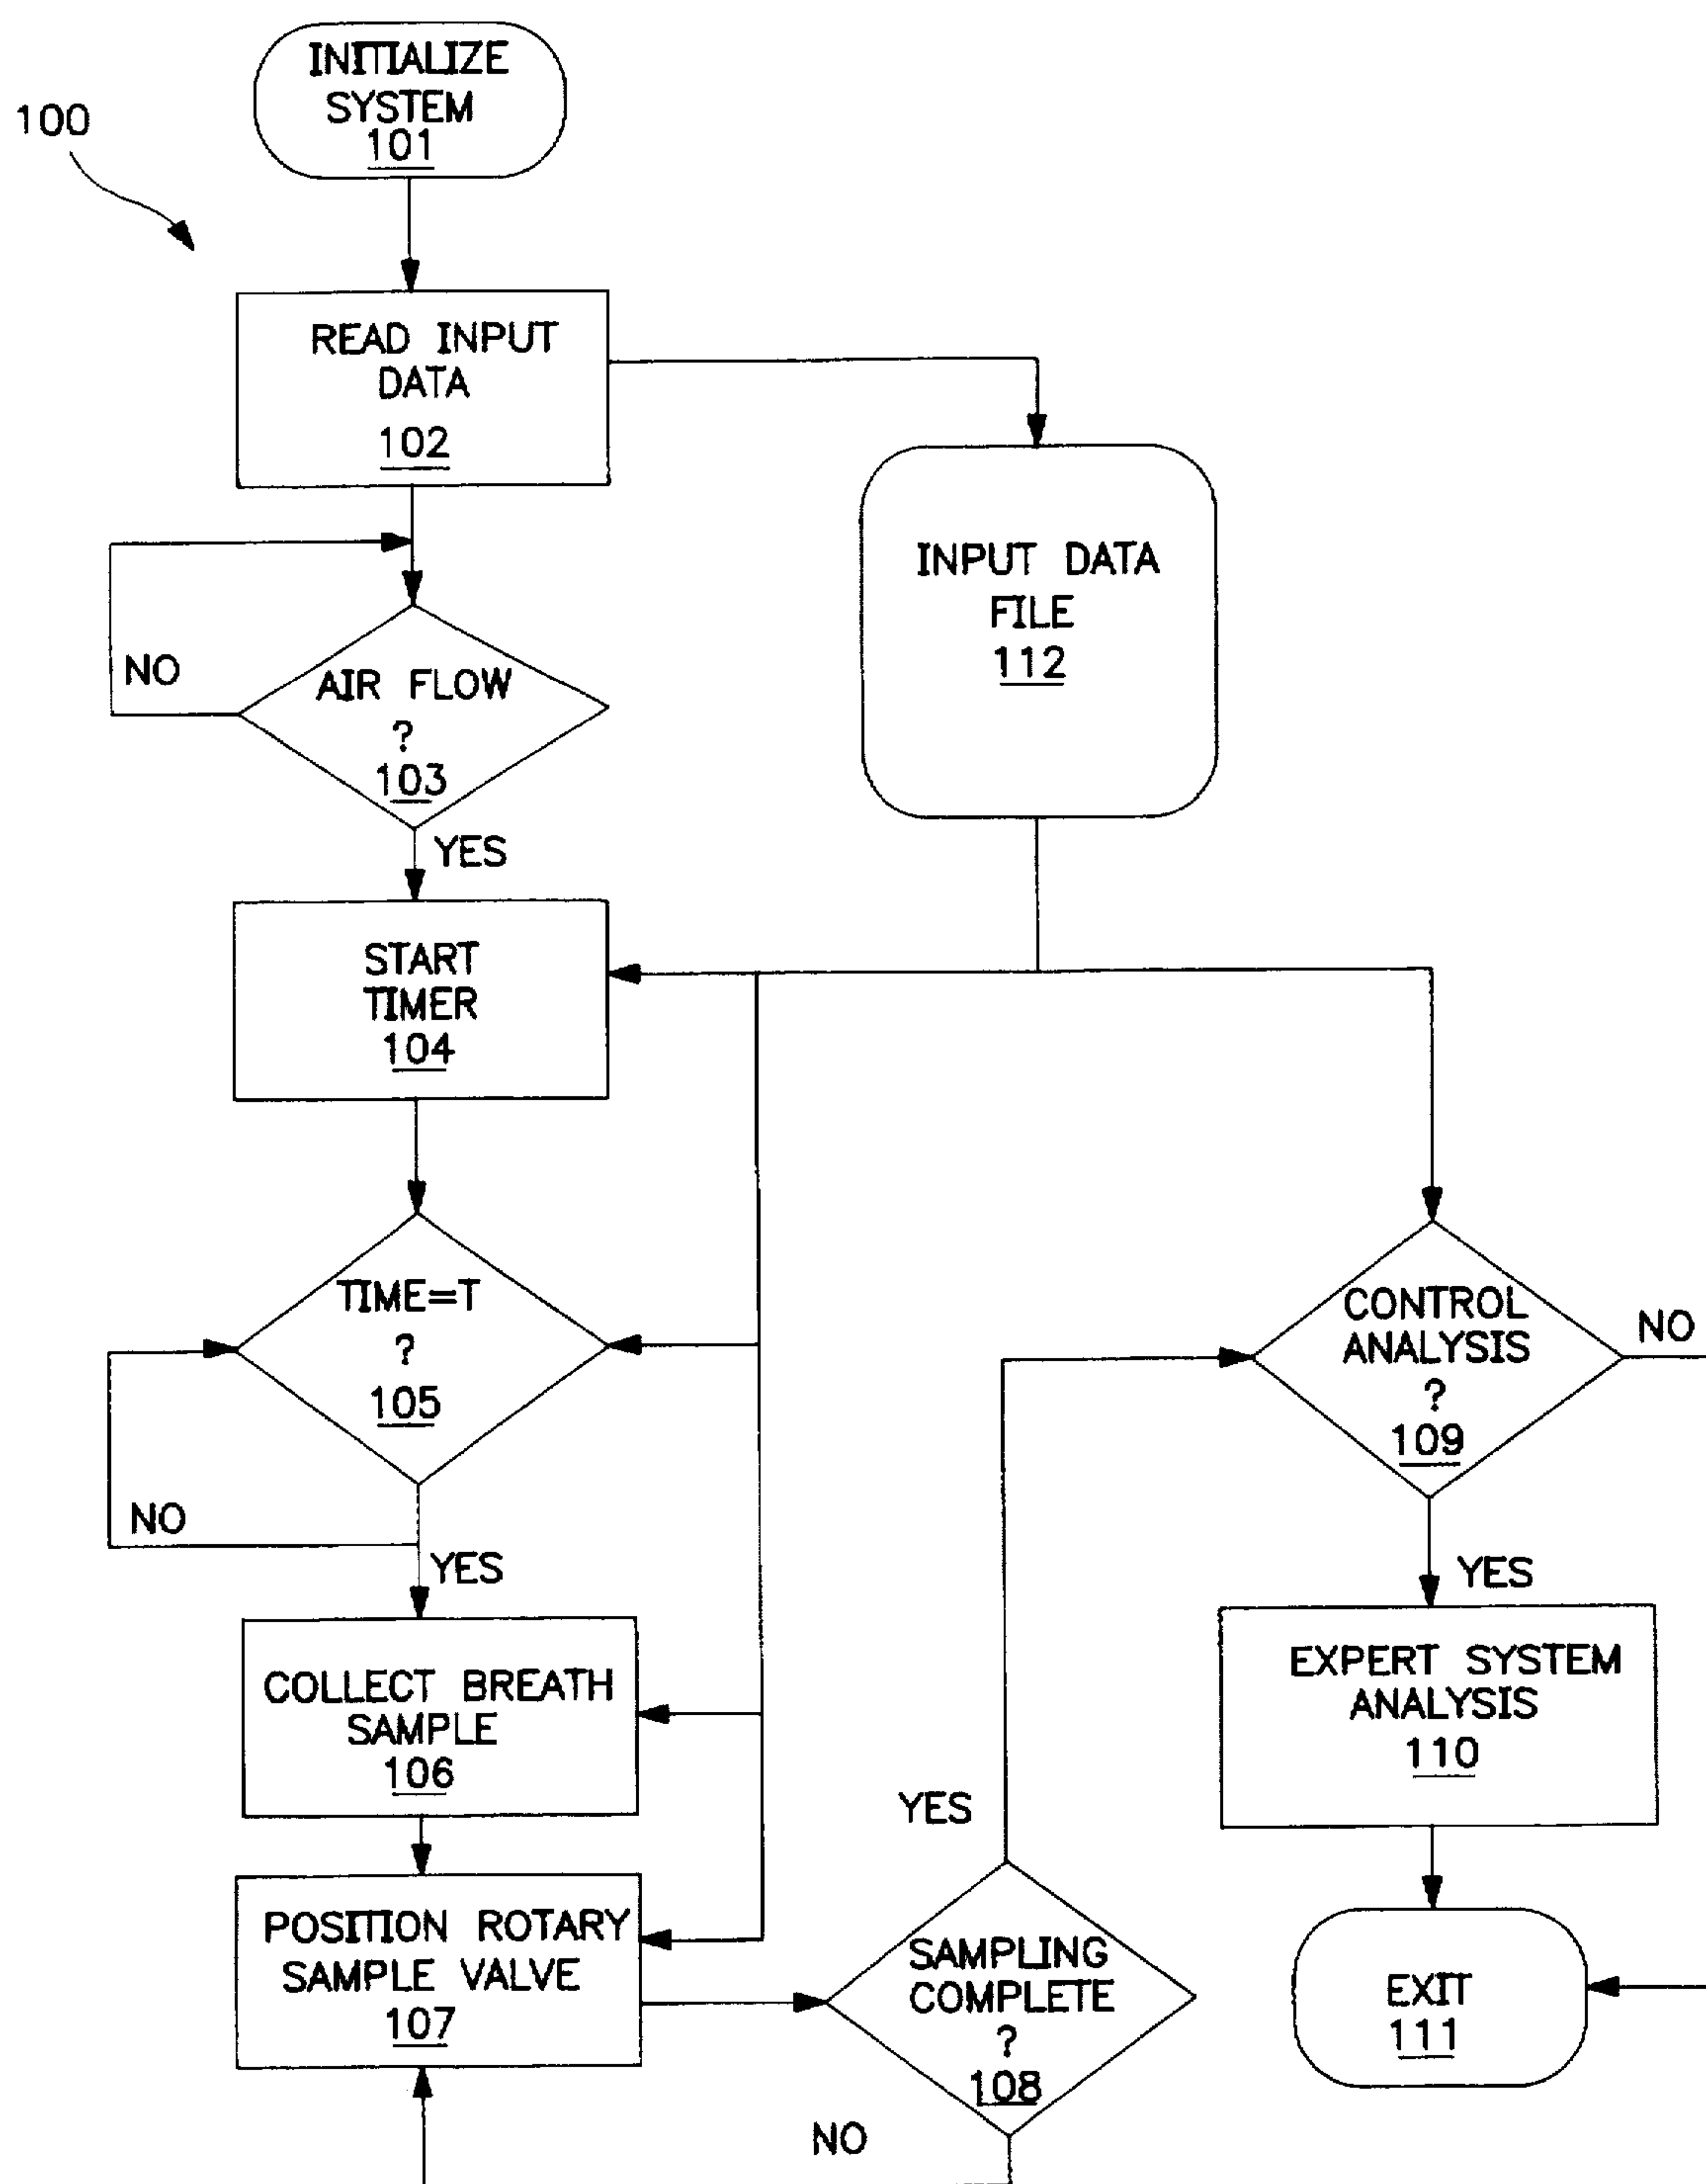 INITIALIZE
SYSTEM
101
100
READ INPUT
DATA
102
INPUT DATA
FILE
112
NO
AIR FLOW
?
103
YES
START
TIMER
104
TIME=T
?
105
NO
YES
CONTROL
ANALYSIS
?
109
NO
YES
COLLECT BREATH
SAMPLE
106
EXPERT SYSTEM
ANALYSIS
110
YES
POSITION ROTARY
SAMPLE VALVE
107
SAMPLING
COMPLETE
?
108
NO
EXIT
111